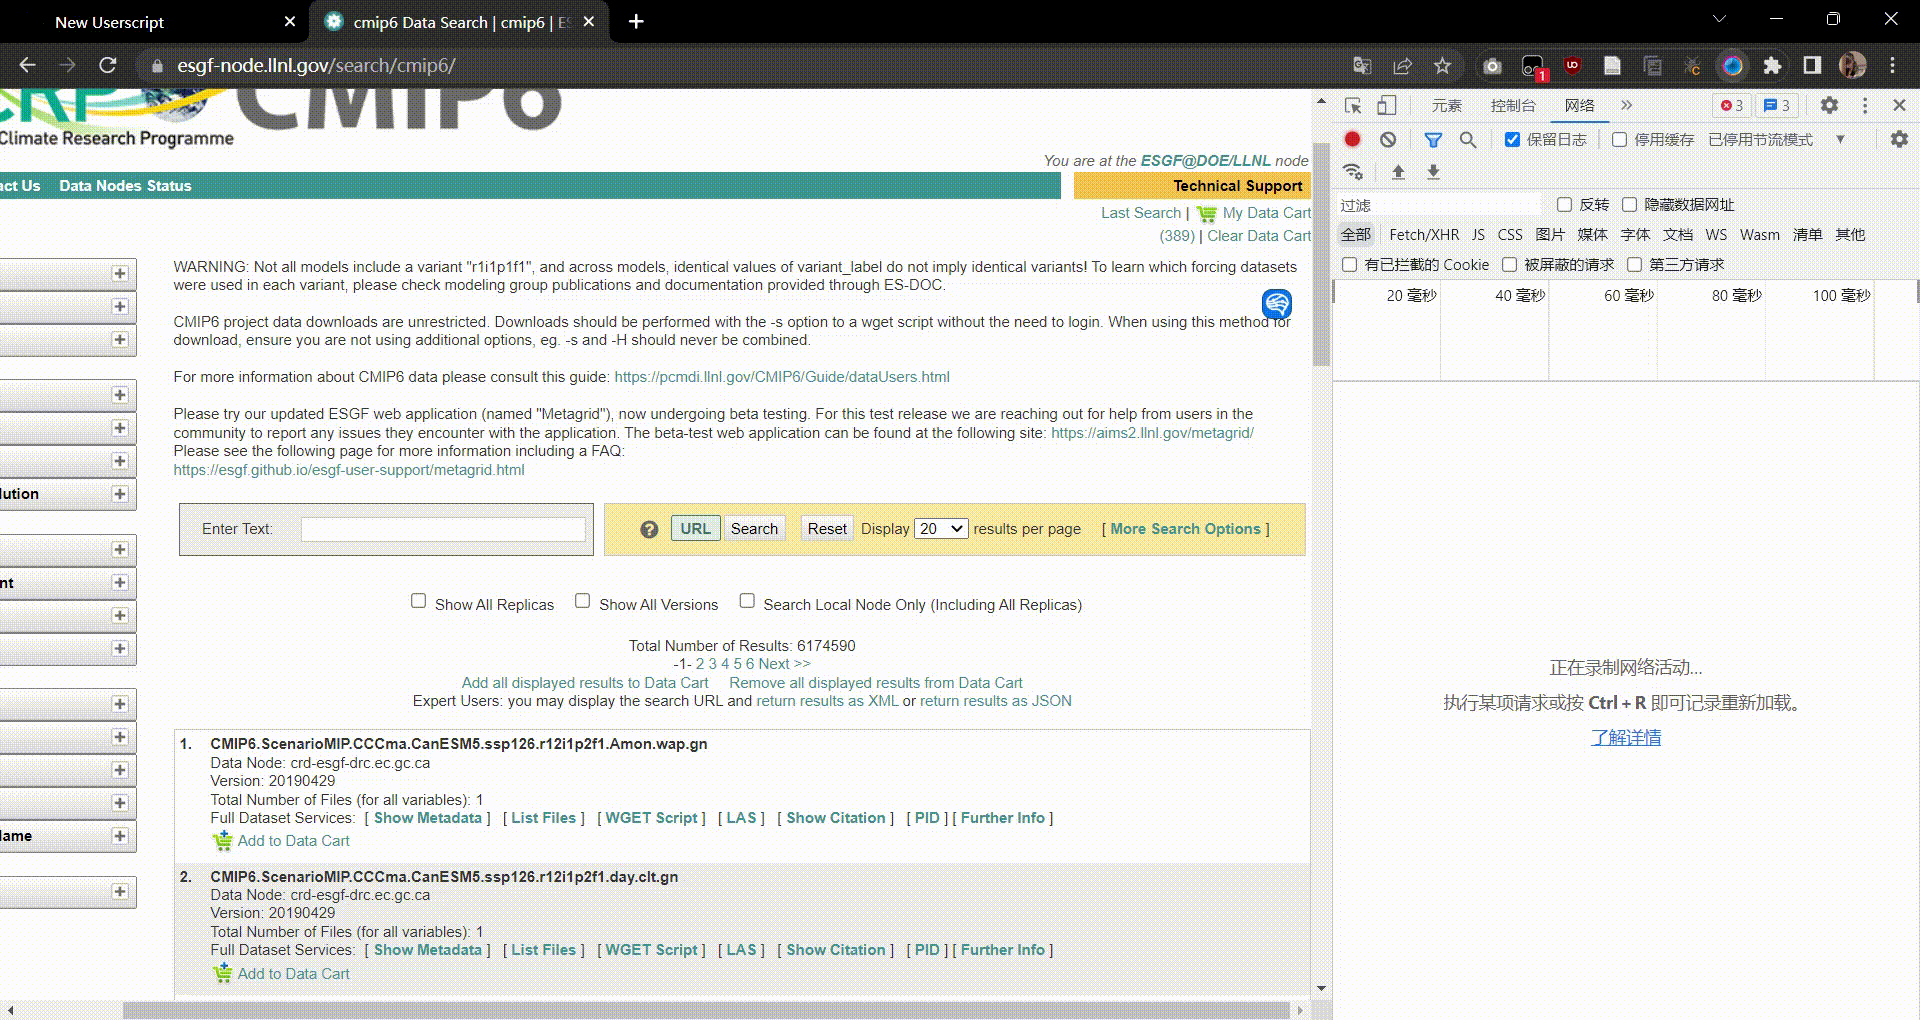 New Userscript
cmip6 Data Search | cmip6 |
esgf-node.llnl.gov/search/cmip6/
1
CMIP6
Climate Research Programme
You are at the ESGF@DOE/LLNL node
act Us Data Nodes Status
Technical Support
Last Search | My Data Cart
(389) | Clear Data Cart
WARNING: Not all models include a variant "r1i1p1f1", and across models, identical values of variant_label do not imply identical variants! To learn which forcing datasets
were used in each variant, please check modeling group publications and documentation provided through ES-DOC.
CMIP6 project data downloads are unrestricted. Downloads should be performed with the -s option to a wget script without the need to login. When using this method for
download, ensure you are not using additional options, eg. -s and -H should never be combined.
For more information about CMIP6 data please consult this guide: https://pcmdi.llnl.gov/CMIP6/Guide/dataUsers.html
Please try our updated ESGF web application (named "Metagrid"), now undergoing beta testing. For this test release we are reaching out for help from users in the
community to report any issues they encounter with the application. The beta-test web application can be found at the following site: https://aims2.llnl.gov/metagrid/
Please see the following page for more information including a FAQ:
https://esgf.github.io/esgf-user-support/metagrid.html
lution
nt
lame
Enter Text:
URL Search Reset Display 20 results per page [ More Search Options ]
Show All Replicas Show All Versions Search Local Node Only (Including All Replicas)
Total Number of Results: 6174590
-1- 2 3 4 5 6 Next >>
Add all displayed results to Data Cart Remove all displayed results from Data Cart
Expert Users: you may display the search URL and return results as XML or return results as JSON
1. CMIP6.ScenarioMIP.CCCma.CanESM5.ssp126.r12i1p2f1.Amon.wap.gn
Data Node: crd-esgf-drc.ec.gc.ca
Version: 20190429
Total Number of Files (for all variables): 1
Full Dataset Services: [ Show Metadata ] [ List Files ] [ WGET Script ] [ LAS ] [ Show Citation ] [ PID ] [ Further Info ]
Add to Data Cart
2. CMIP6.ScenarioMIP.CCCma.CanESM5.ssp126.r12i1p2f1.day.clt.gn
Data Node: crd-esgf-drc.ec.gc.ca
Version: 20190429
Total Number of Files (for all variables): 1
Full Dataset Services: [ Show Metadata ] [ List Files ] [ WGET Script ] [ LAS ] [ Show Citation ] [ PID ] [ Further Info ]
Add to Data Cart
元素 控制台 网络 » 3 3
保留日志 停用缓存 已停用节流模式
过滤 反转 隐藏数据网址
全部 Fetch/XHR JS CSS 图片 媒体 字体 文档 WS Wasm 清单 其他
有已拦截的 Cookie 被屏蔽的请求 第三方请求
20 毫秒 40 毫秒 60 毫秒 80 毫秒 100 毫秒
正在录制网络活动…
执行某项请求或按 Ctrl + R 即可记录重新加载。
了解详情